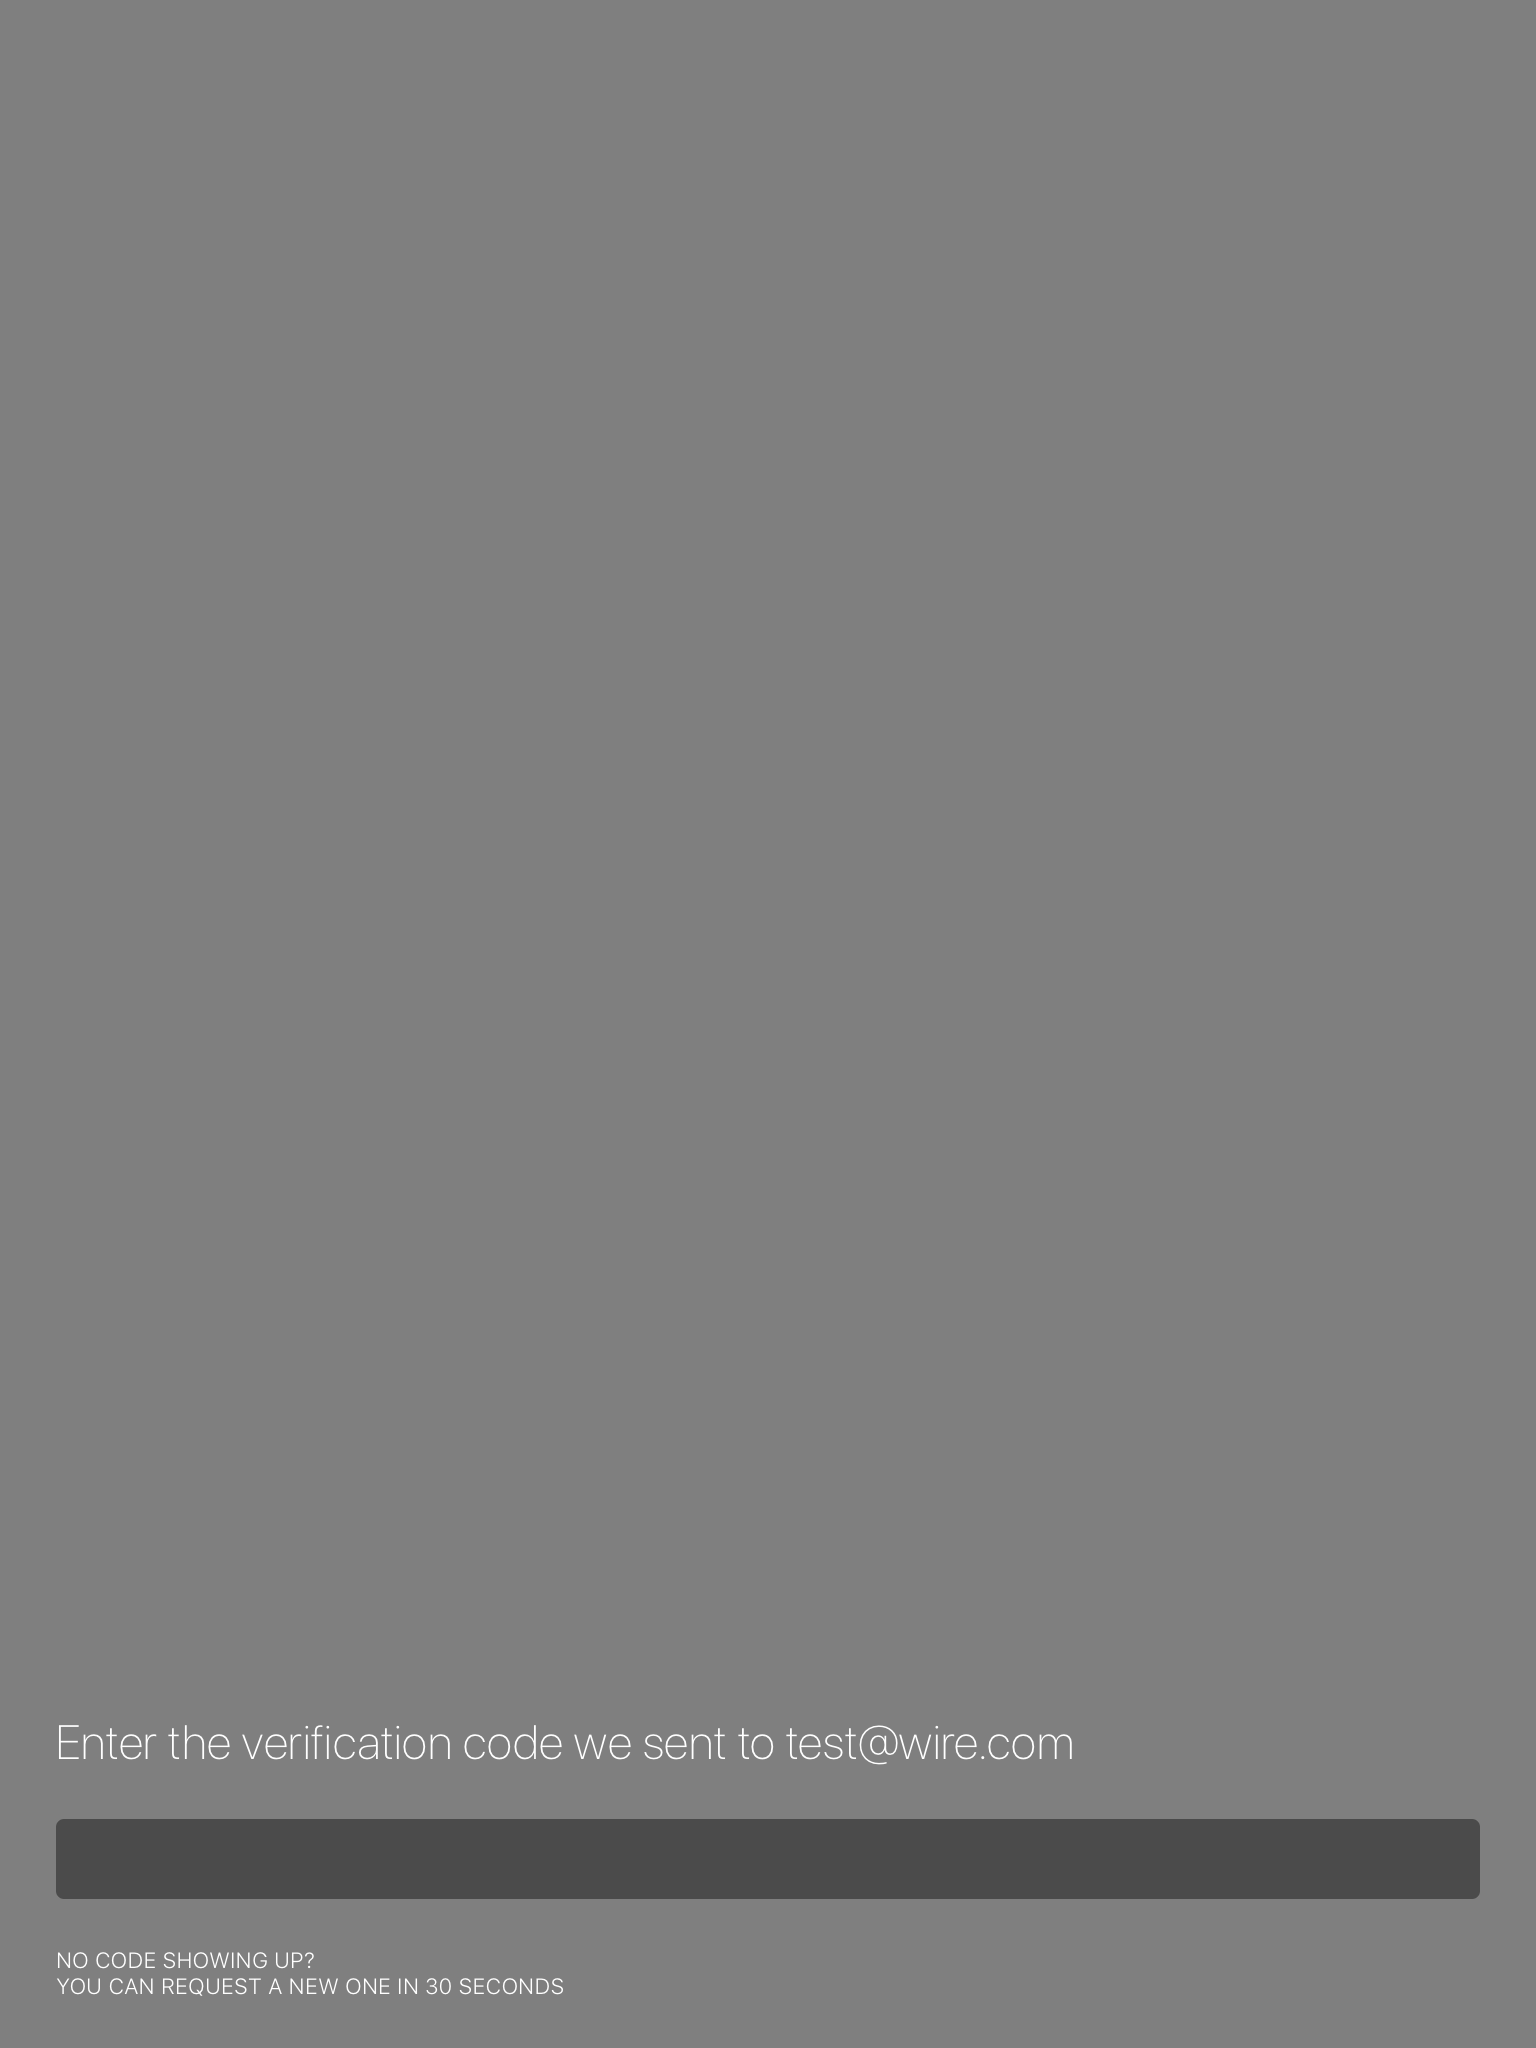 Enter the verification code we sent to test@wire.com
NO CODE SHOWING UP?
YOU CAN REQUEST A NEW ONE IN 30 SECONDS